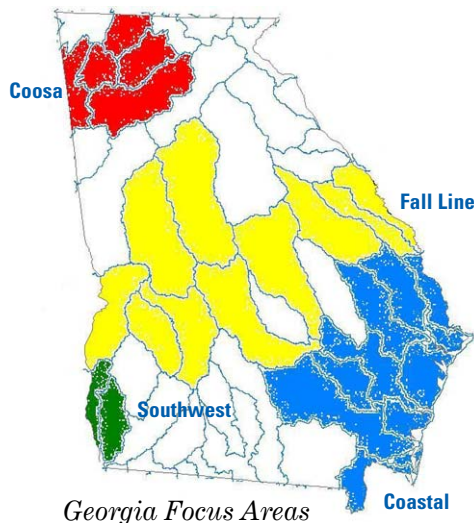 Coosa
Fall Line
Southwest
Coastal
Georgia Focus Areas